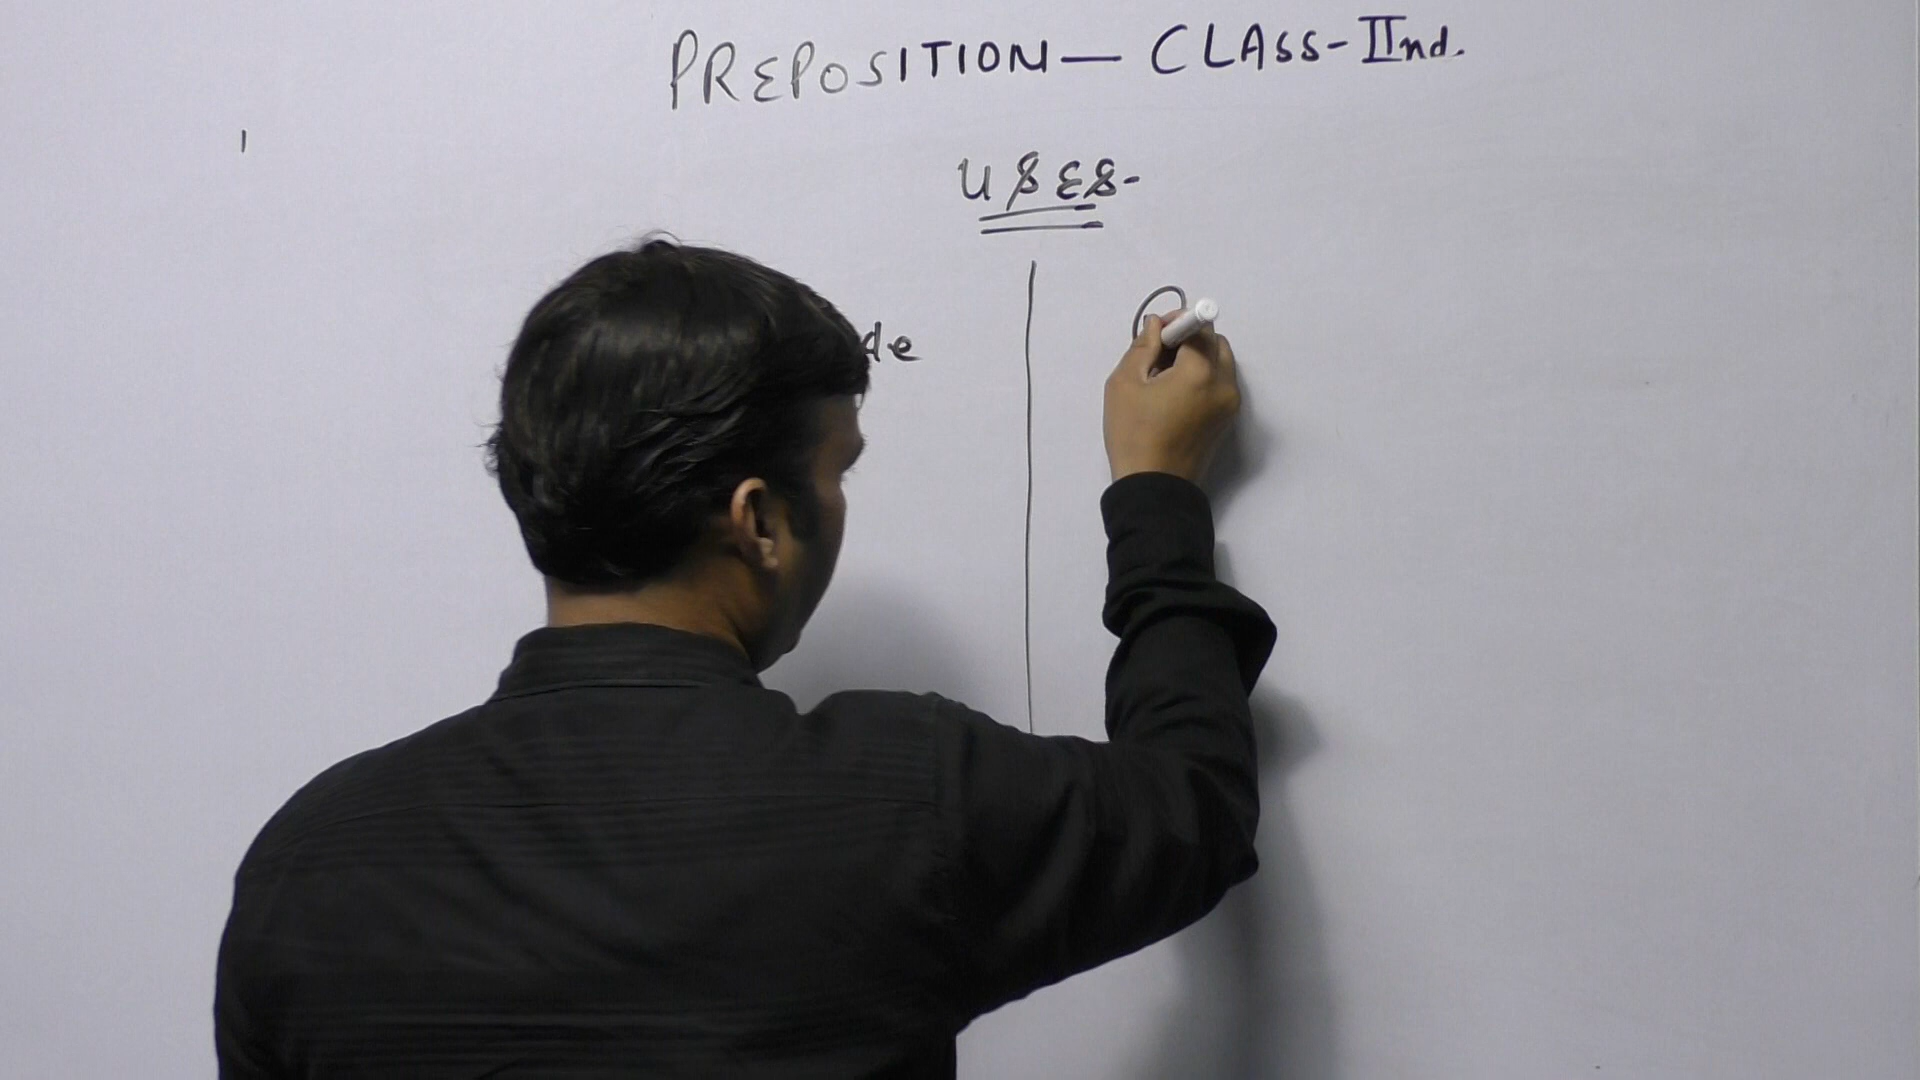 PREPOSITION — CLASS-IInd.
USES-